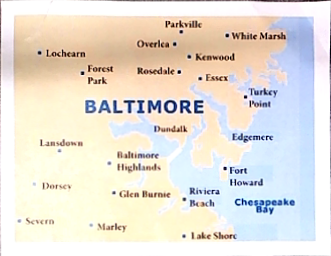 Parkville
White Marsh
Overlea
Lochearn
Kenwood
Forest
Park
Rosedale
Essex
Turkey
Point
BALTIMORE
Dundalk
Edgemere
Lansdown
Baltimore
Highlands
Fort
Howard
Dorsey
Glen Burnie
Riviera
Beach
Chesapeake
Bay
Severn
Marley
Lake Shore